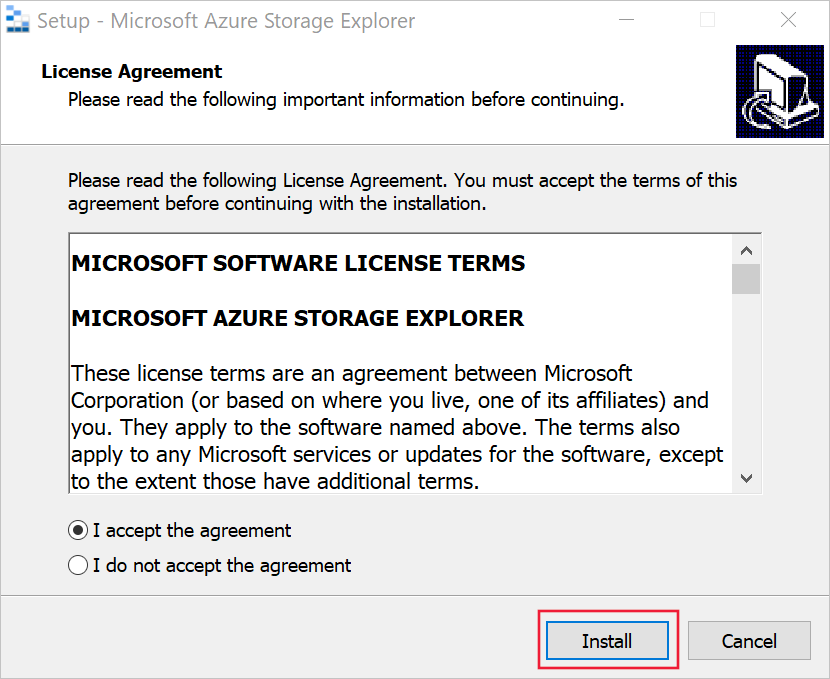 Setup - Microsoft Azure Storage Explorer
License Agreement
Please read the following important information before continuing.
Please read the following License Agreement. You must accept the terms of this
agreement before continuing with the installation.
MICROSOFT SOFTWARE LICENSE TERMS
MICROSOFT AZURE STORAGE EXPLORER
These license terms are an agreement between Microsoft
Corporation (or based on where you live, one of its affiliates) and
you. They apply to the software named above. The terms also
apply to any Microsoft services or updates for the software, except
to the extent those have additional terms.
I accept the agreement
I do not accept the agreement
Install
Cancel